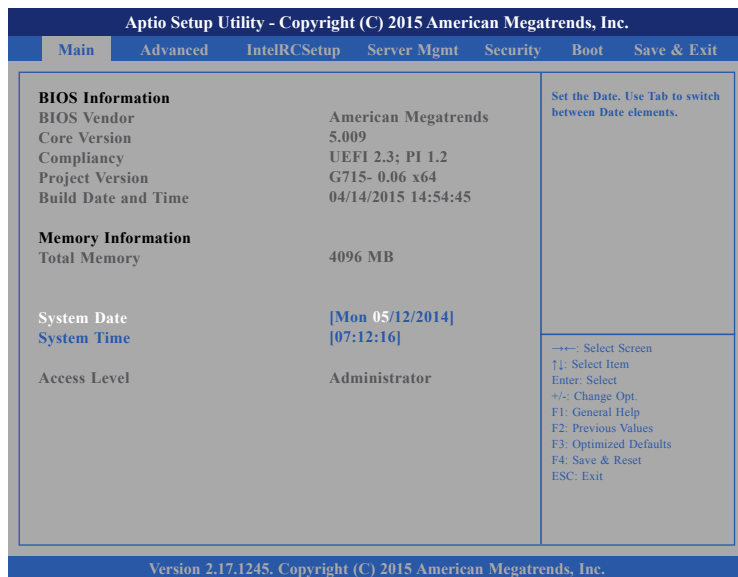 Aptio Setup Utility - Copyright (C) 2015 American Megatrends, Inc.
Main Advanced IntelRCSetup Server Mgmt Security Boot Save & Exit
BIOS Information
BIOS Vendor American Megatrends
Core Version 5.009
Compliancy UEFI 2.3; PI 1.2
Project Version G715- 0.06 x64
Build Date and Time 04/14/2015 14:54:45
Memory Information
Total Memory 4096 MB
System Date [Mon 05/12/2014]
System Time [07:12:16]
Access Level Administrator
Set the Date. Use Tab to switch
between Date elements.
→←: Select Screen
↑↓: Select Item
Enter: Select
+/-: Change Opt.
F1: General Help
F2: Previous Values
F3: Optimized Defaults
F4: Save & Reset
ESC: Exit
Version 2.17.1245. Copyright (C) 2015 American Megatrends, Inc.